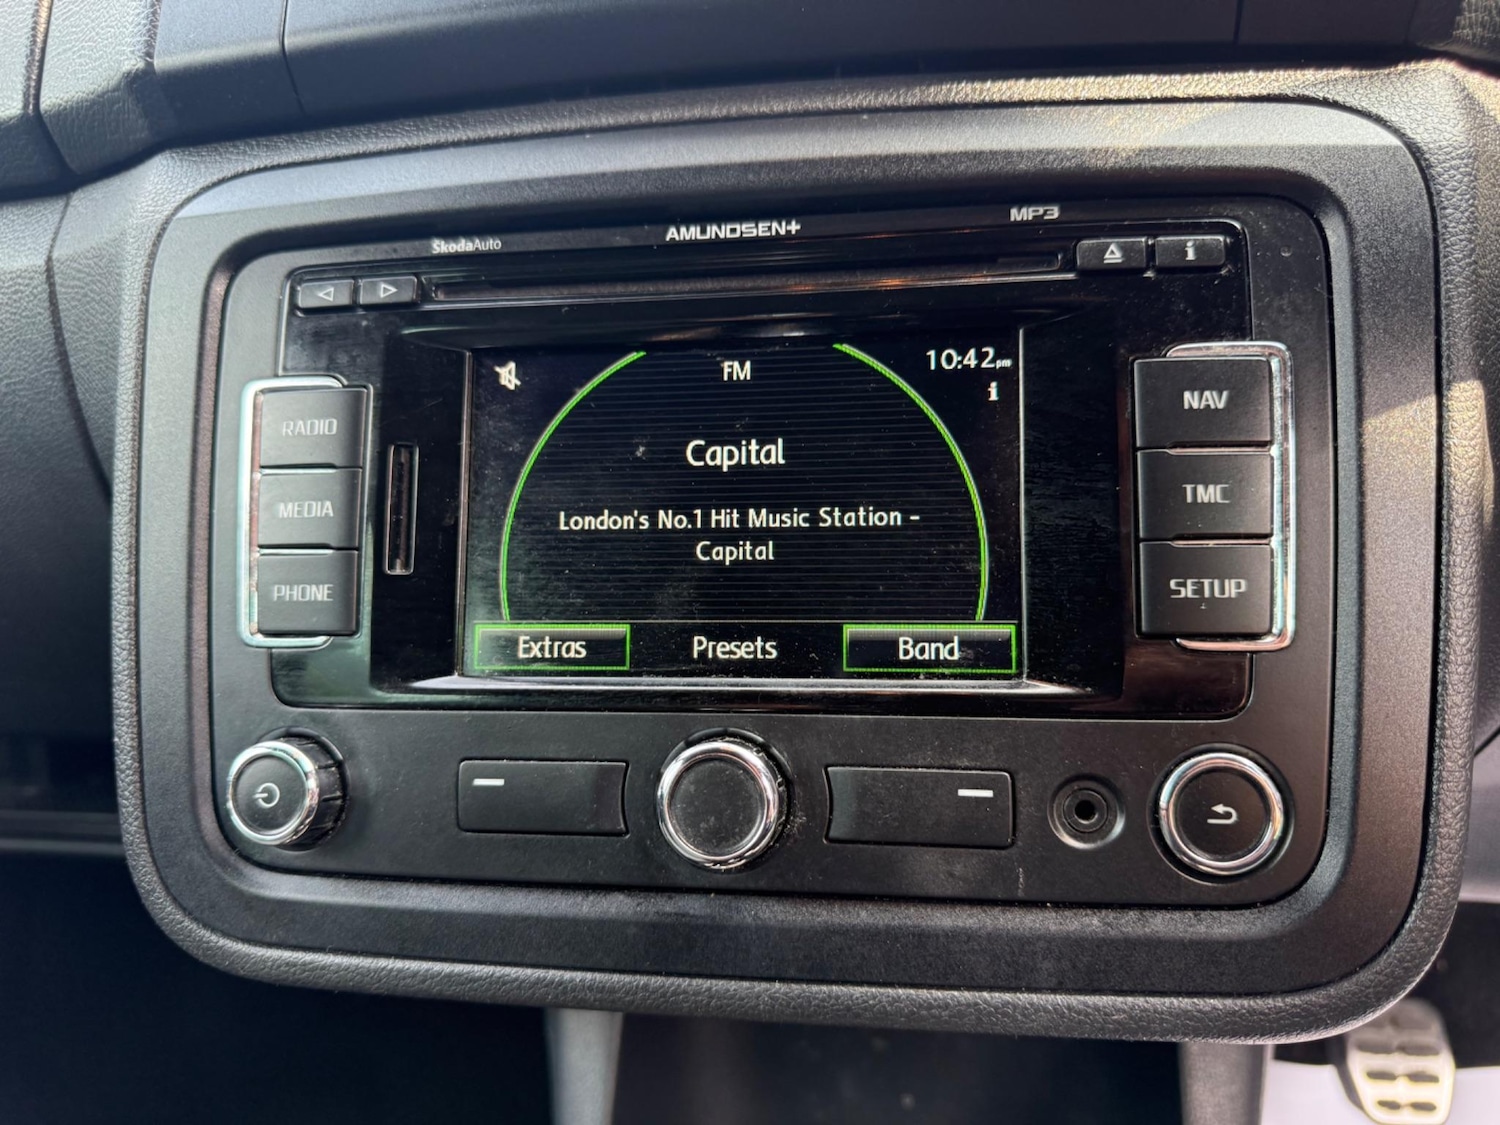 SkodaAuto
AMUNDSEN+
MP3
i
FM
10:42pm
i
Capital
London's No.1 Hit Music Station -
Capital
Extras
Presets
Band
RADIO
MEDIA
PHONE
NAV
TMC
SETUP